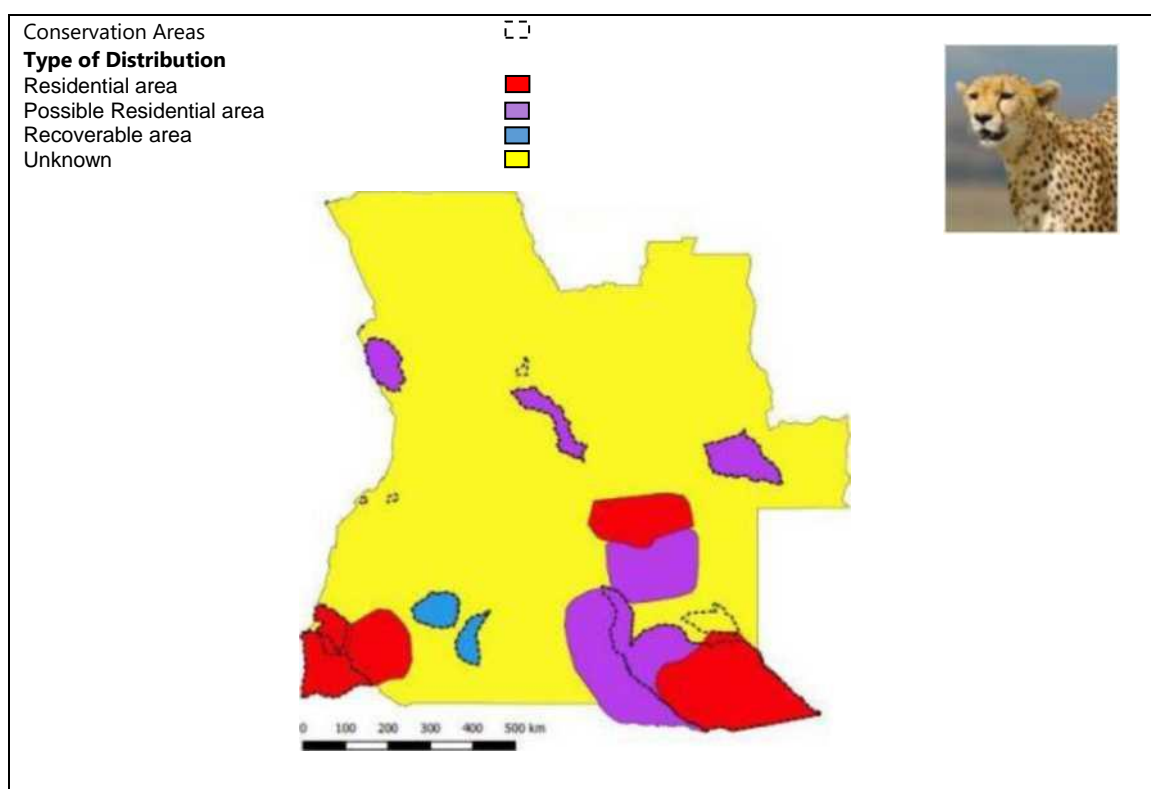 Conservation Areas
Type of Distribution
Residential area
Possible Residential area
Recoverable area
Unknown
0 100 200 300 400 500 km